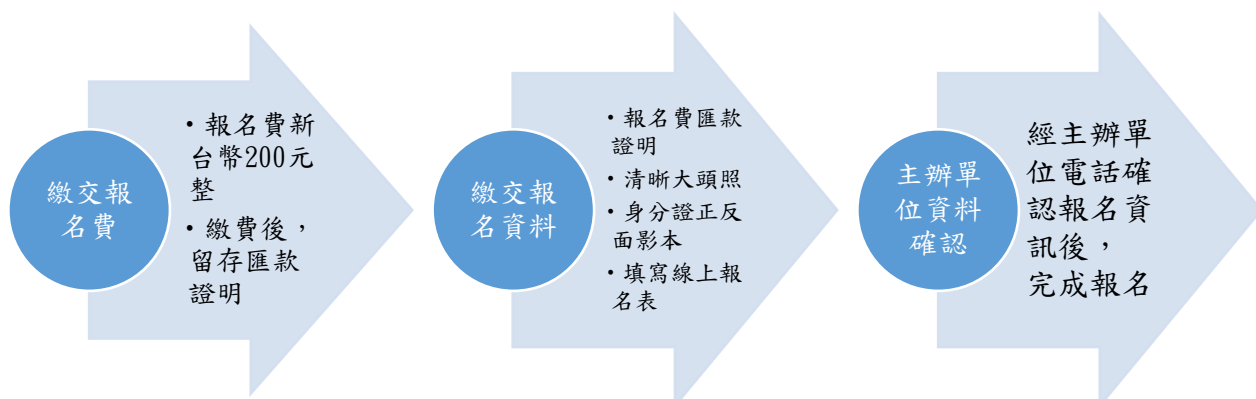 繳交報
名費
・報名費新
台幣200元
整
・繳費後，
留存匯款
證明
繳交報
名資料
・報名費匯款
證明
・清晰大頭照
・身分證正反
面影本
・填寫線上報
名表
主辦單
位資料
確認
經主辦單
位電話確
認報名資
訊後，
完成報名